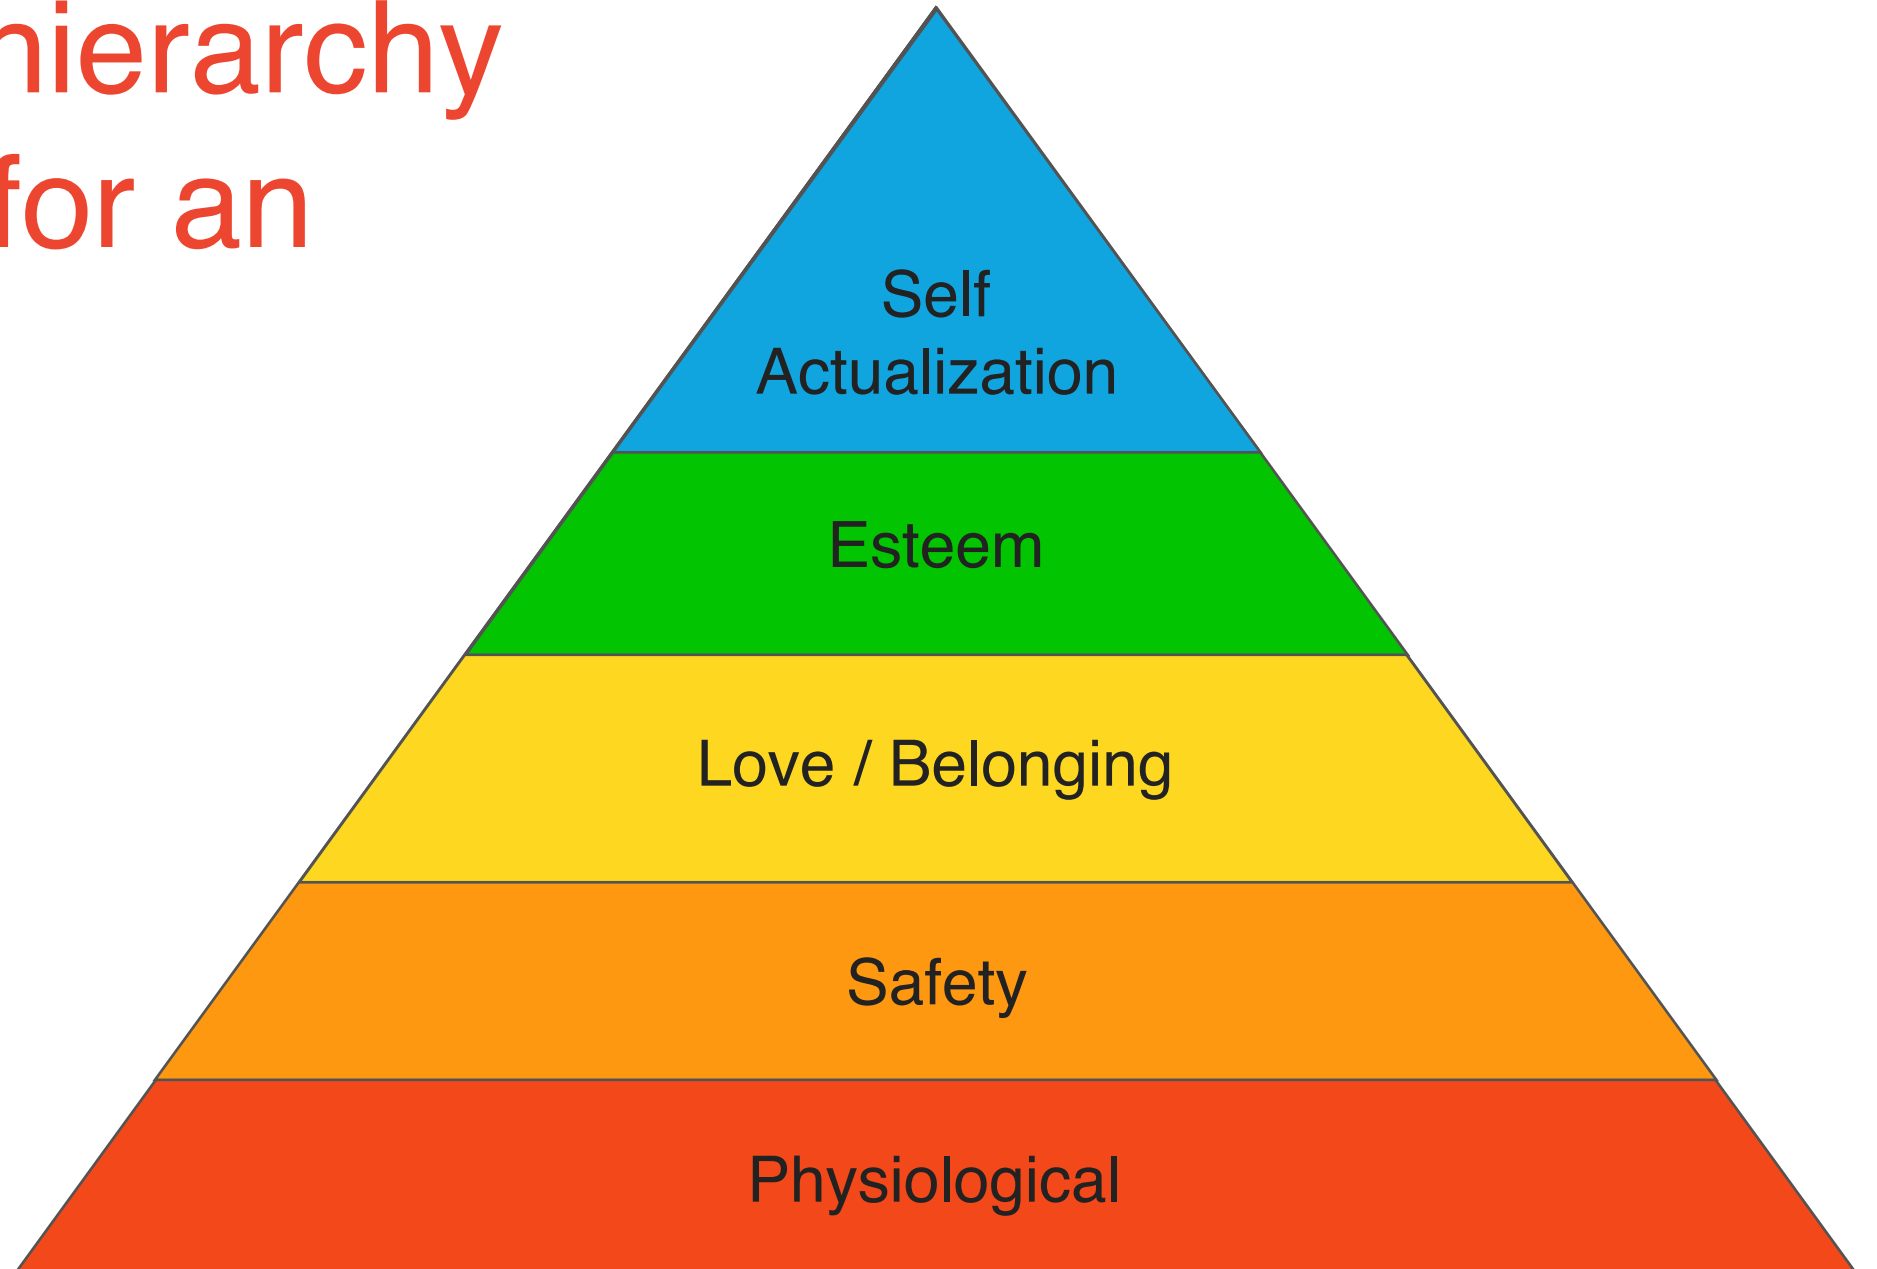 hierarchy
for an
Self
Actualization
Esteem
Love / Belonging
Safety
Physiological